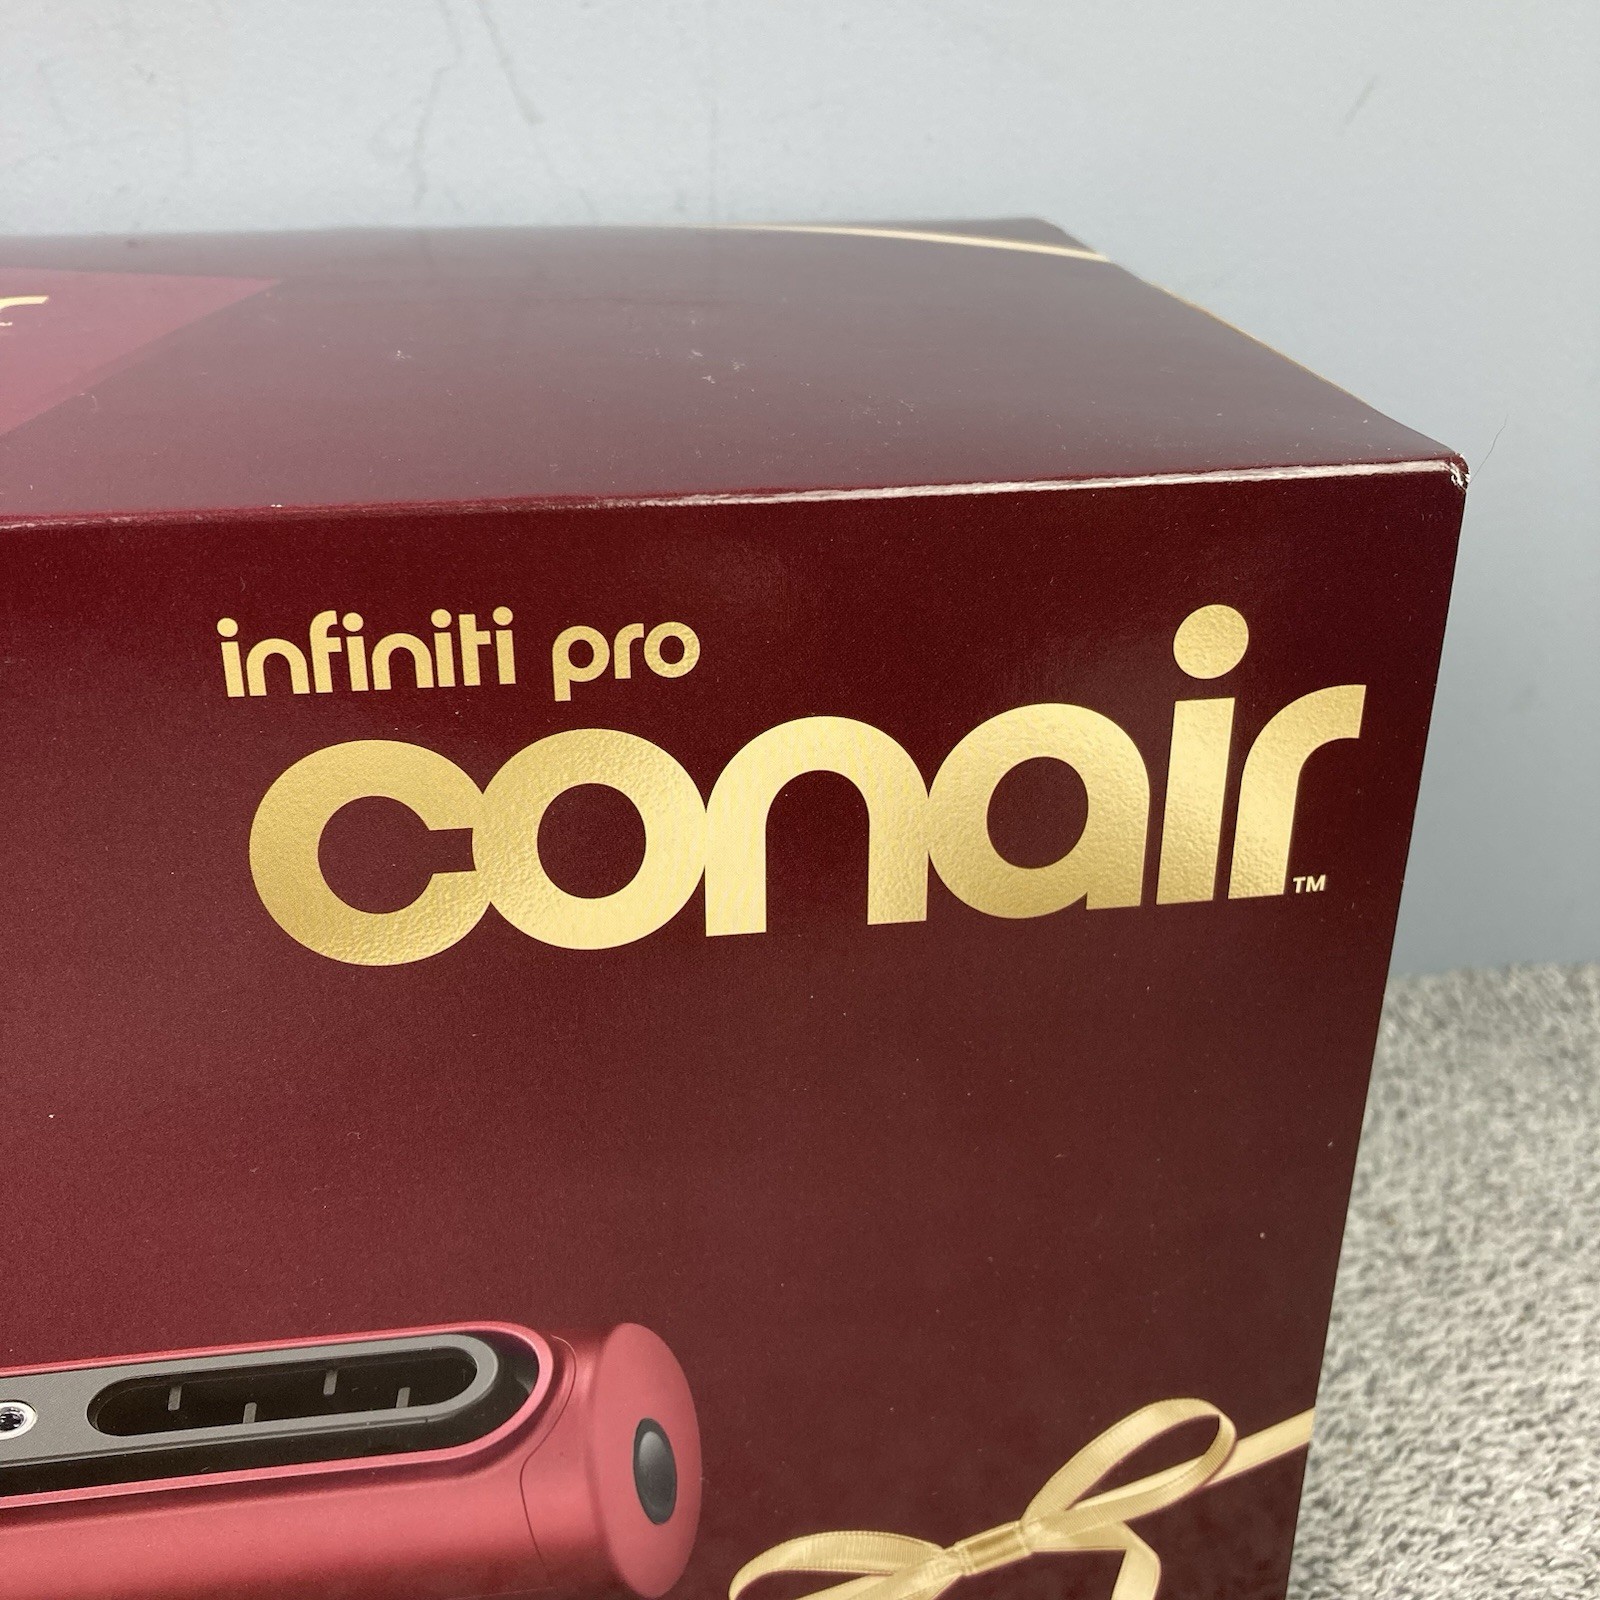 infiniti pro
conair™